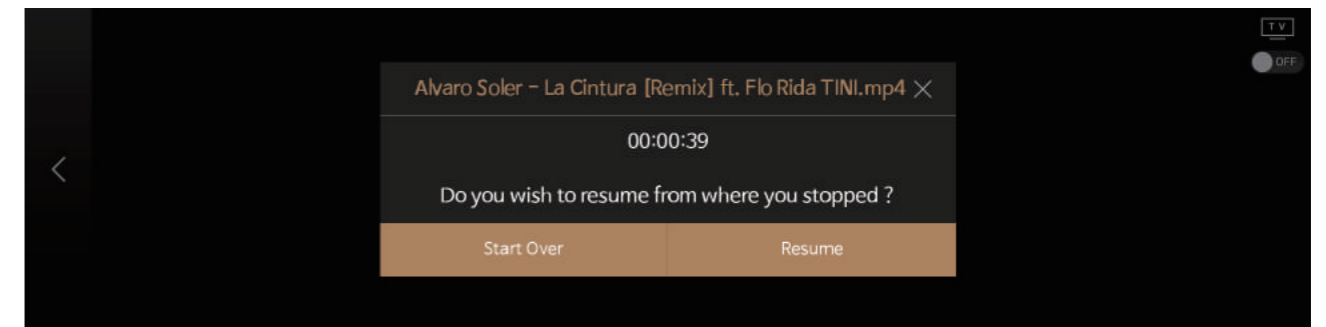 TV
OFF
Alvaro Soler - La Cintura [Remix] ft. Flo Rida TINI.mp4
00:00:39
Do you wish to resume from where you stopped ?
Start Over
Resume